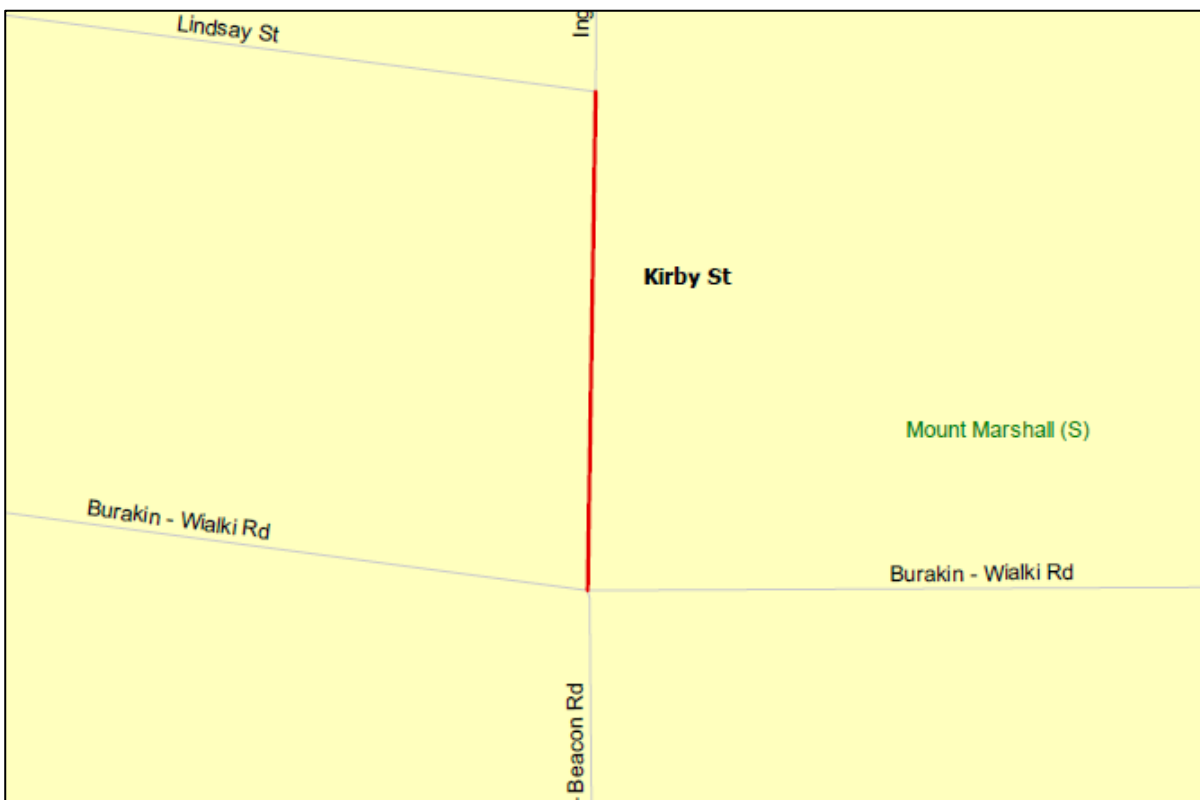 Lindsay St
Ing
Kirby St
Mount Marshall (S)
Burakin - Wialki Rd
Burakin - Wialki Rd
- Beacon Rd